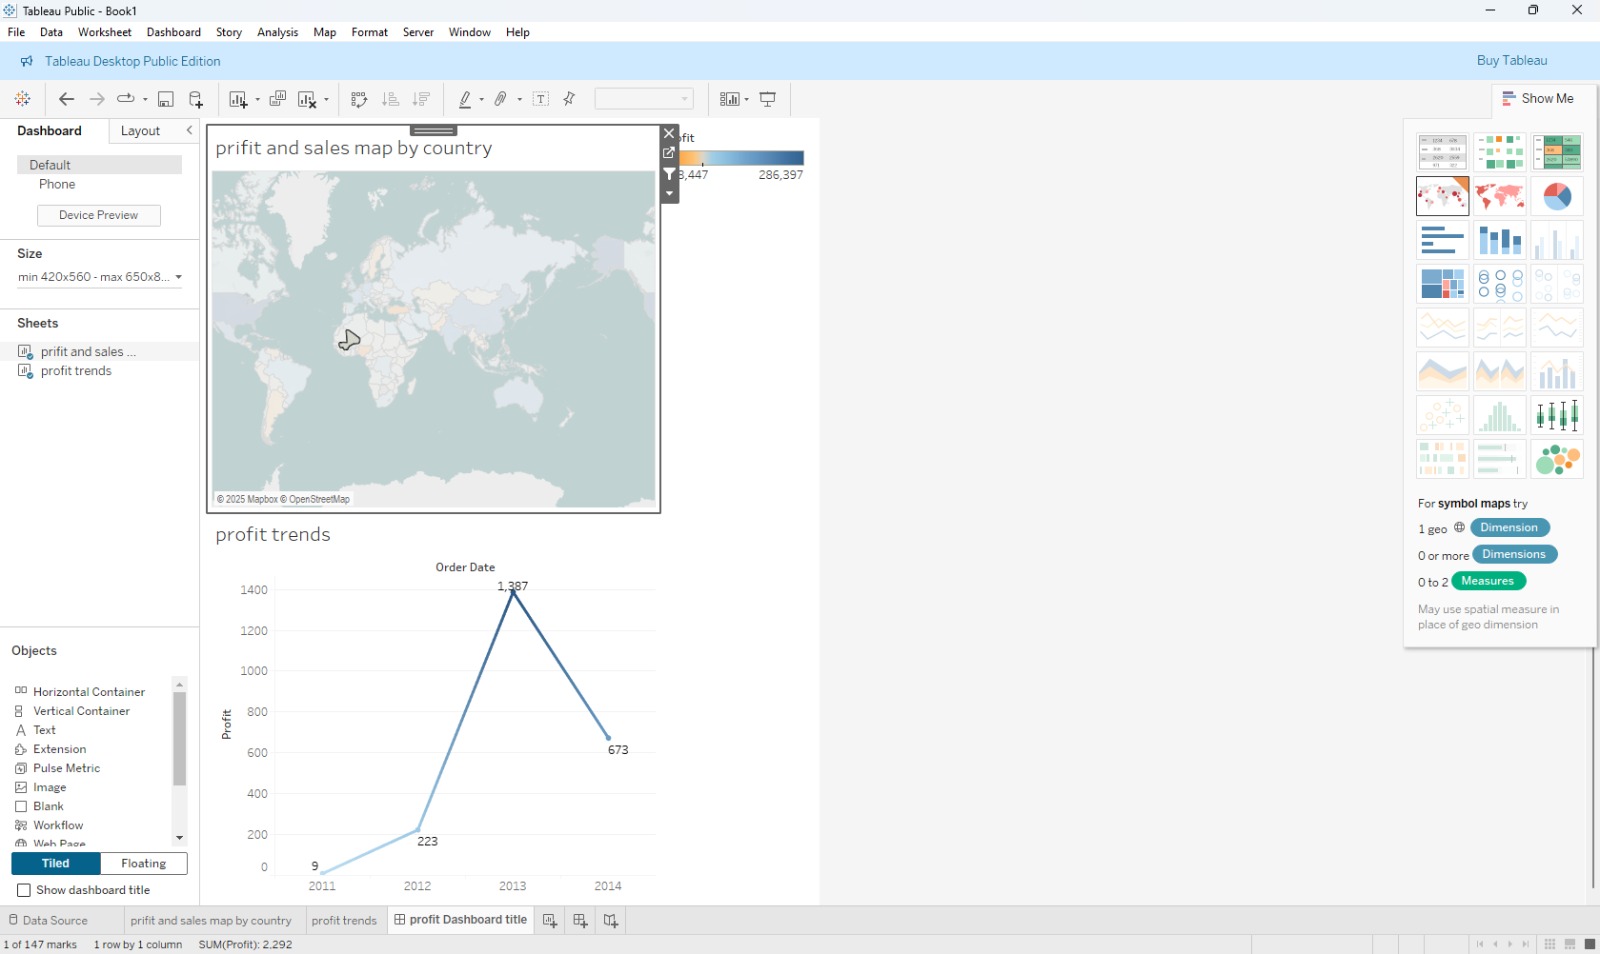 Tableau Public - Book1
File Data Worksheet Dashboard Story Analysis Map Format Server Window Help
Tableau Desktop Public Edition
Buy Tableau
Show Me
Dashboard
Layout
Default
Phone
Device Preview
Size
min 420x560 - max 650x8...
Sheets
prifit and sales ...
profit trends
Objects
Horizontal Container
Vertical Container
Text
Extension
Pulse Metric
Image
Blank
Workflow
Web Page
Tiled
Floating
Show dashboard title
prifit and sales map by country
© 2025 Mapbox © OpenStreetMap
ofit
3,447
286,397
profit trends
Order Date
Profit
1400
1200
1000
800
600
400
200
0
9
223
1,387
673
2011 2012 2013 2014
For symbol maps try
1 geo Dimension
0 or more Dimensions
0 to 2 Measures
May use spatial measure in
place of geo dimension
Data Source
prifit and sales map by country
profit trends
profit Dashboard title
1 of 147 marks 1 row by 1 column SUM(Profit): 2,292